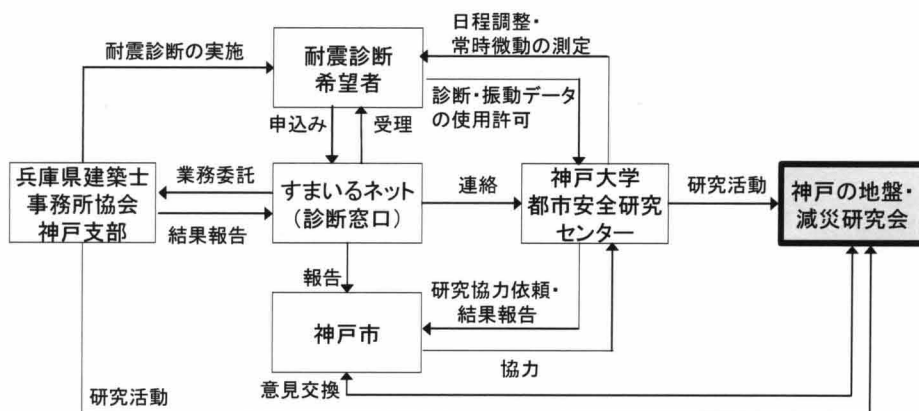 日程調整・
常時微動の測定
耐震診断の実施
耐震診断
希望者
診断・振動データ
の使用許可
申込み
受理
兵庫県建築士
事務所協会
神戸支部
業務委託
結果報告
すまいるネット
(診断窓口)
連絡
神戸大学
都市安全研究
センター
研究活動
神戸の地盤・
減災研究会
報告
研究協力依頼・
結果報告
神戸市
協力
意見交換
研究活動